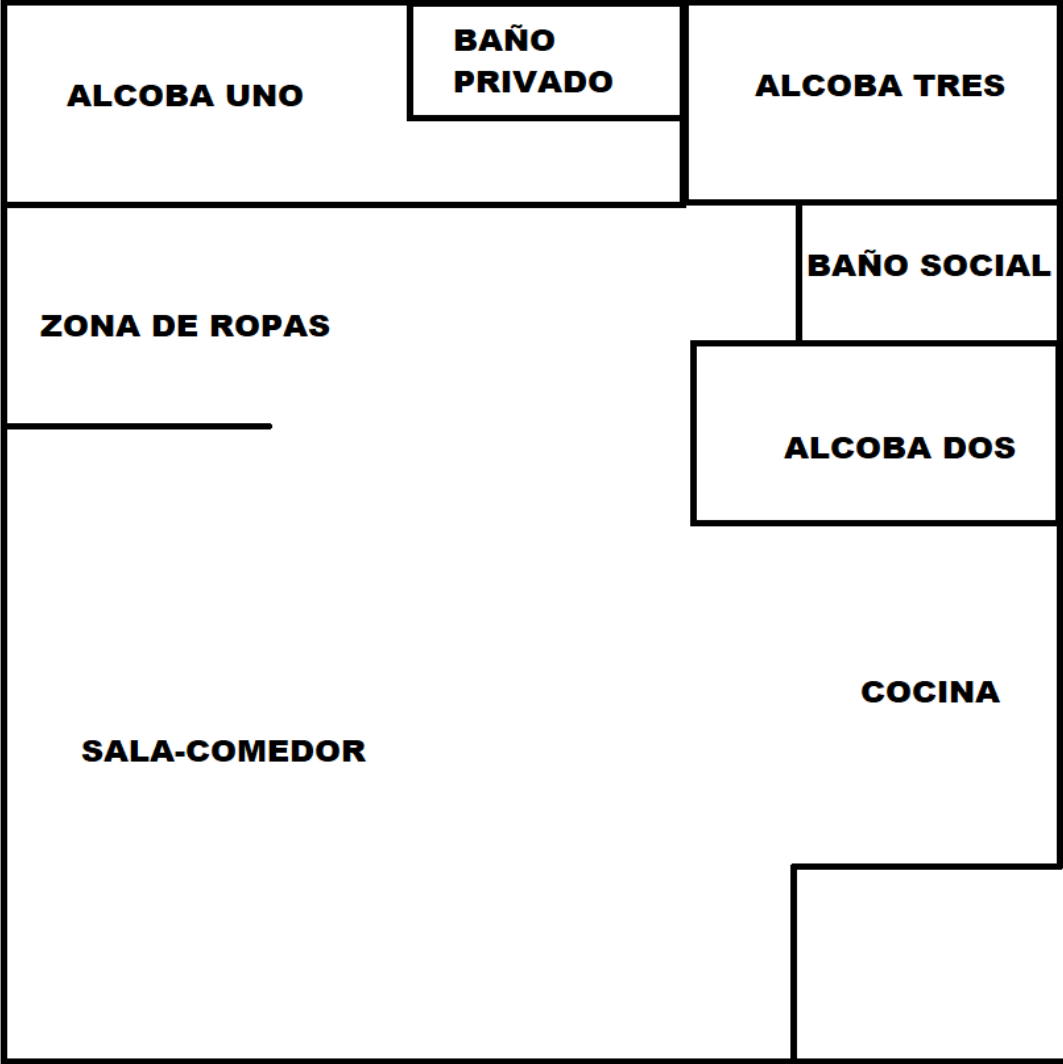 ALCOBA UNO
BAÑO
PRIVADO
ALCOBA TRES
BAÑO SOCIAL
ZONA DE ROPAS
ALCOBA DOS
COCINA
SALA-COMEDOR